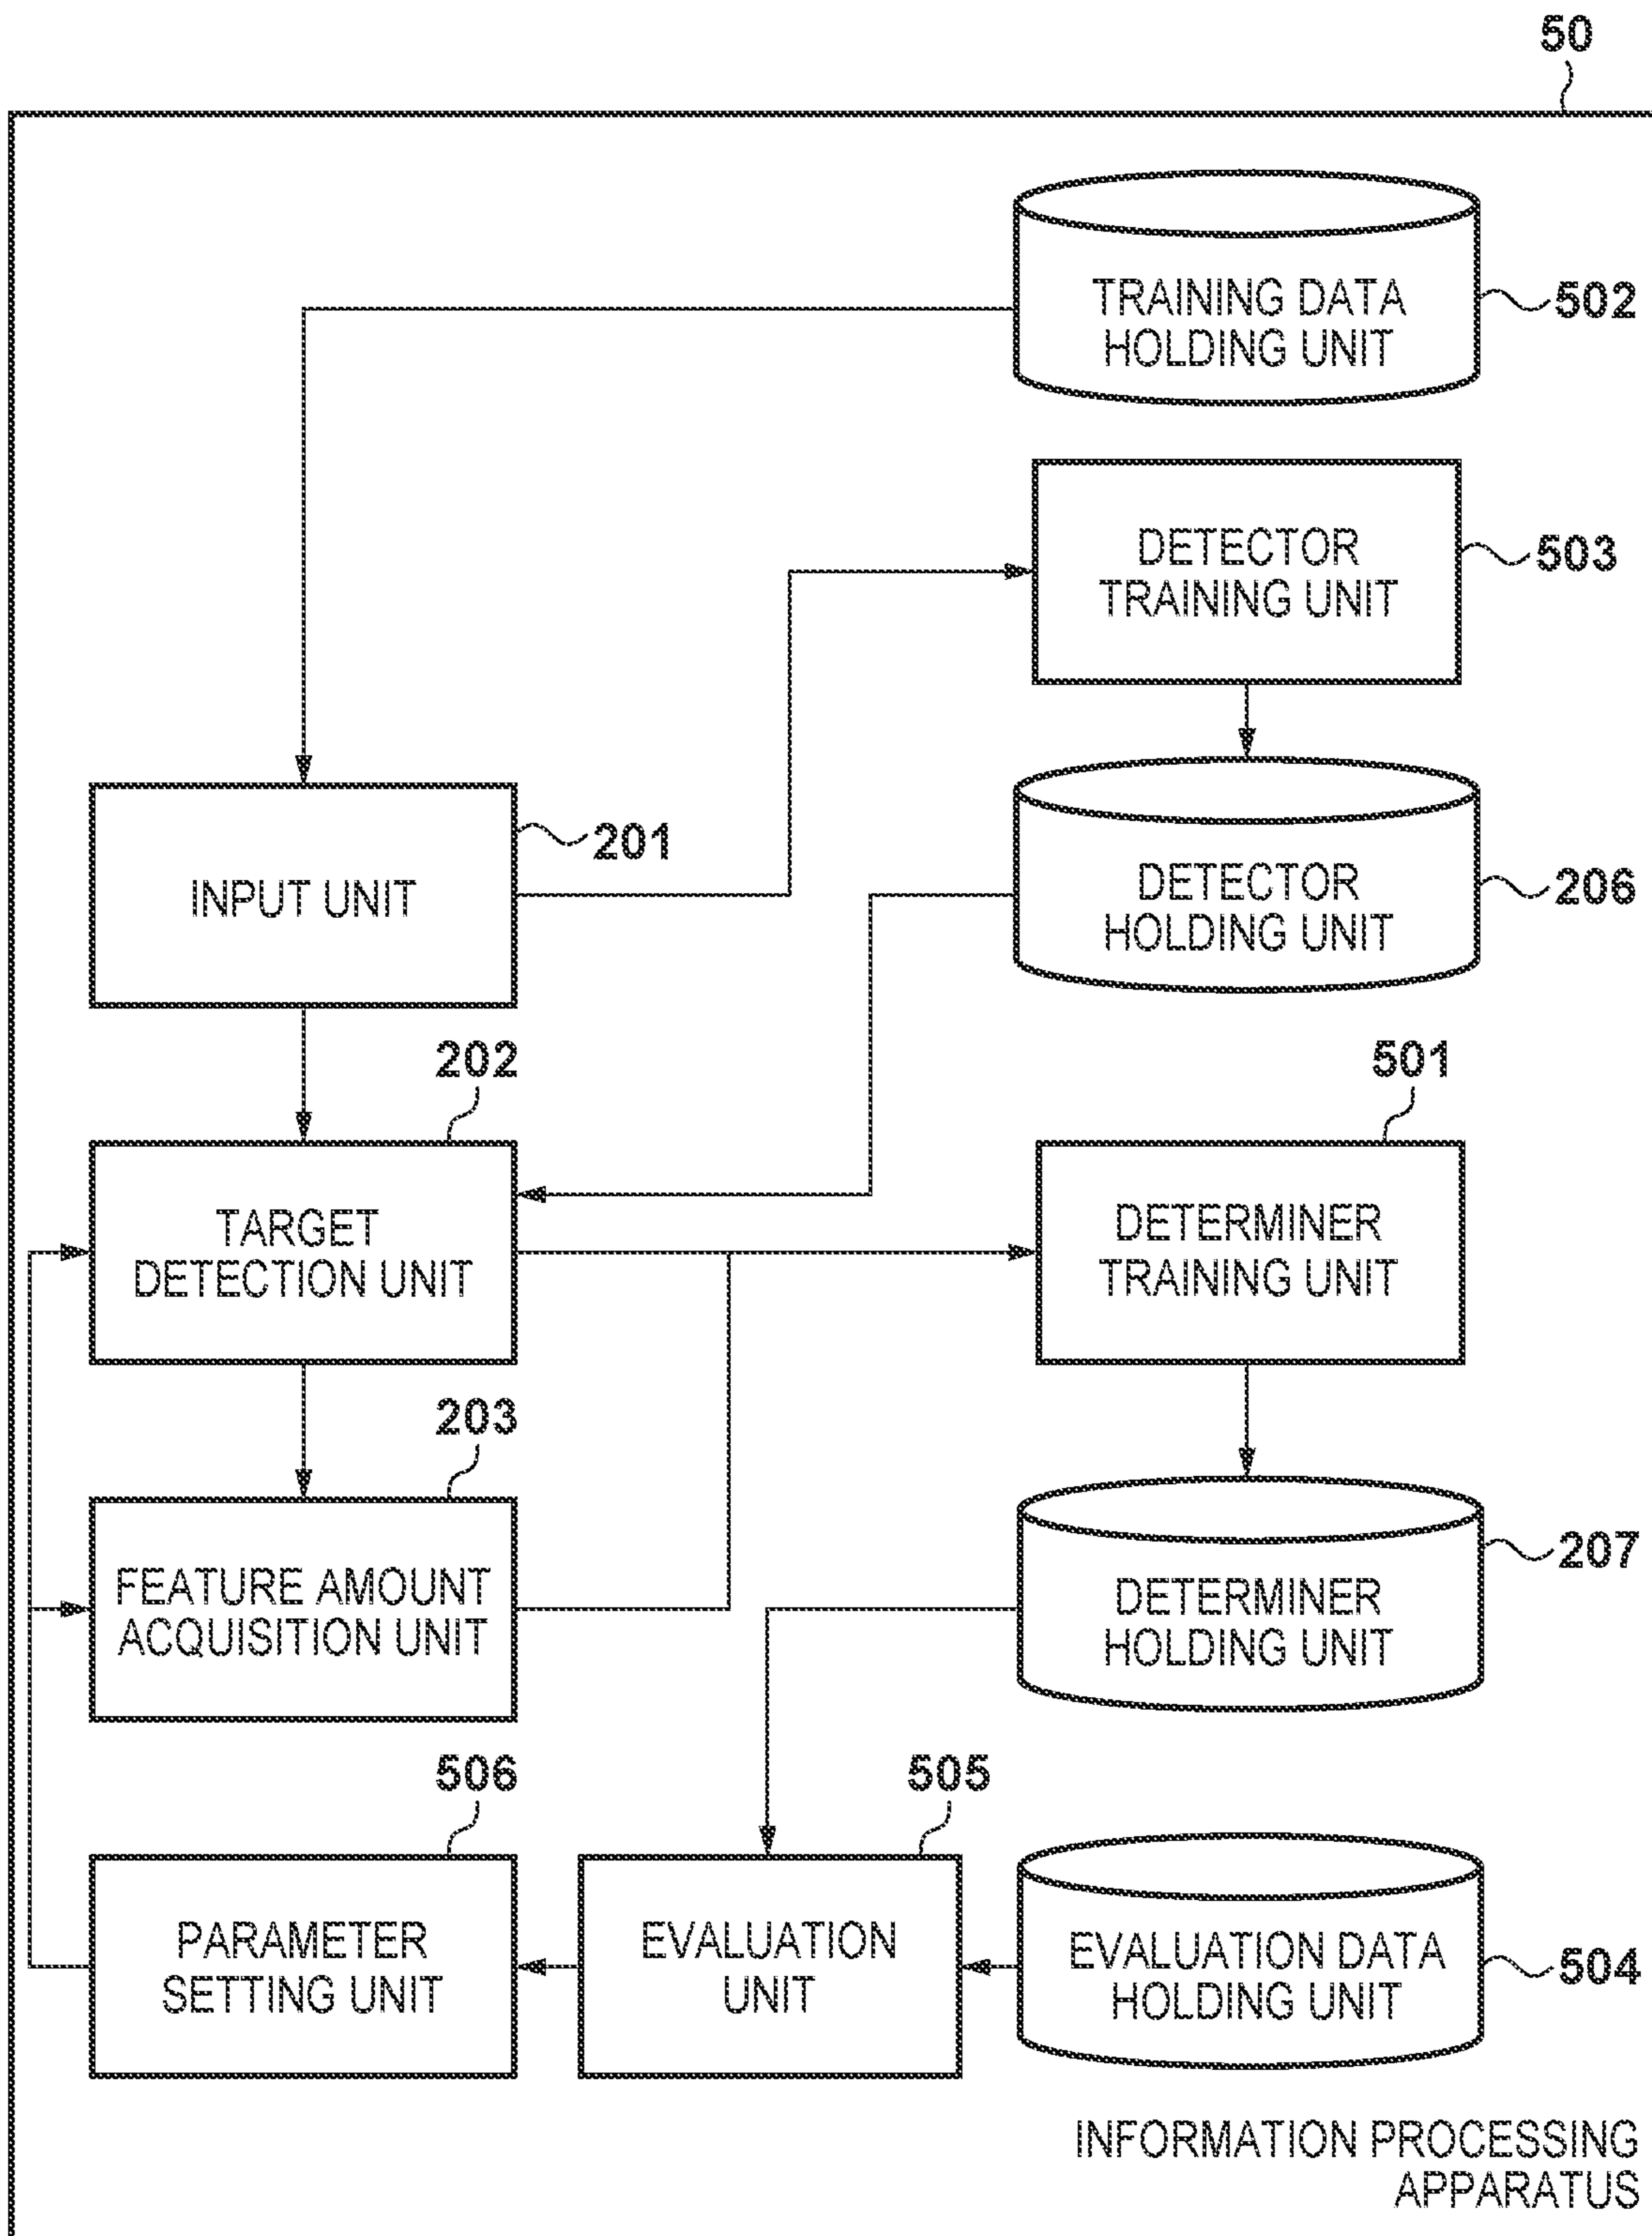 50
TRAINING DATA
HOLDING UNIT
502
DETECTOR
TRAINING UNIT
503
INPUT UNIT
201
DETECTOR
HOLDING UNIT
206
202
TARGET
DETECTION UNIT
501
DETERMINER
TRAINING UNIT
203
FEATURE AMOUNT
ACQUISITION UNIT
DETERMINER
HOLDING UNIT
207
506
PARAMETER
SETTING UNIT
505
EVALUATION
UNIT
EVALUATION DATA
HOLDING UNIT
504
INFORMATION PROCESSING
APPARATUS